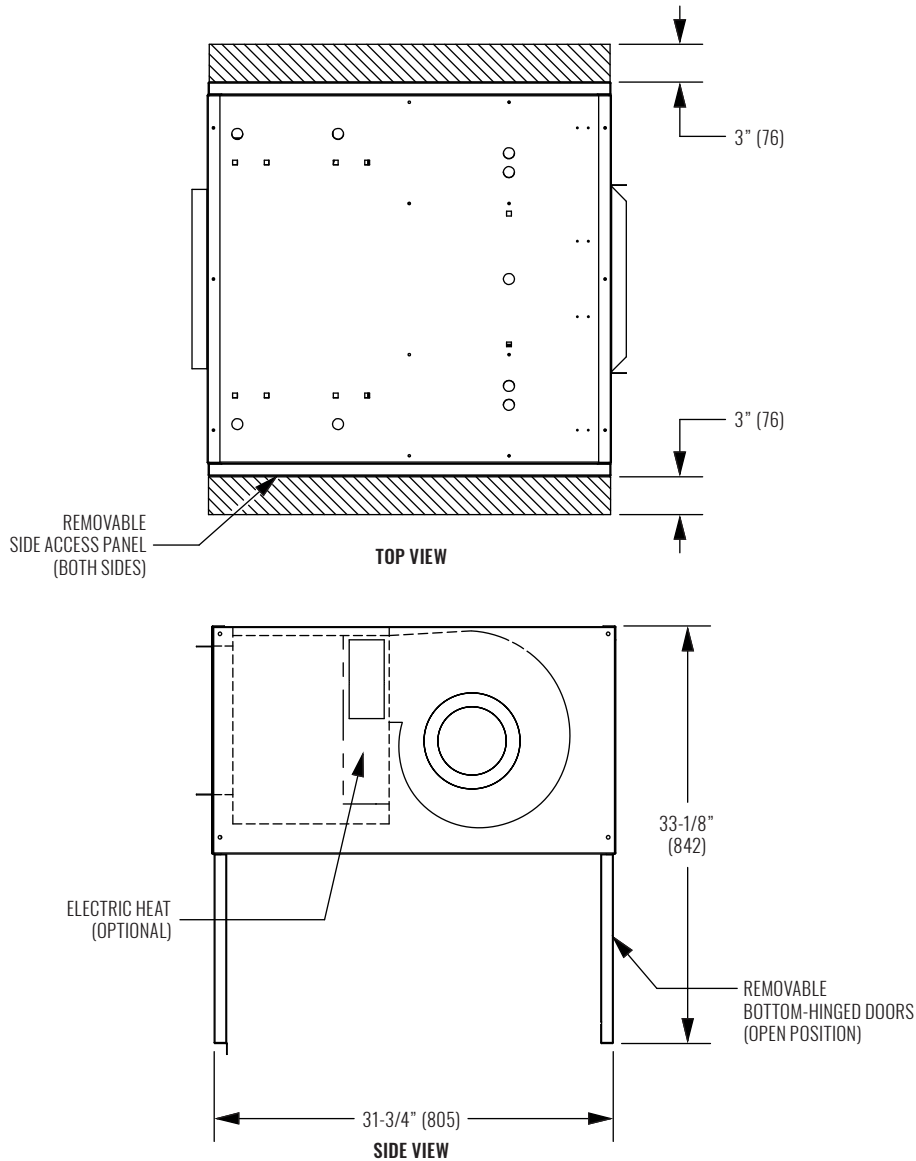 3” (76)
3” (76)
REMOVABLE
SIDE ACCESS PANEL
(BOTH SIDES)
TOP VIEW
33-1/8”
(842)
ELECTRIC HEAT
(OPTIONAL)
REMOVABLE
BOTTOM-HINGED DOORS
(OPEN POSITION)
31-3/4” (805)
SIDE VIEW